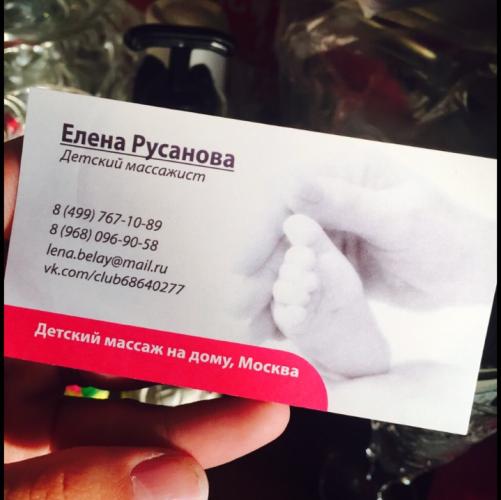 Елена Русанова
Детский массажист
8 (499) 767-10-89
8 (968) 096-90-58
lena.belay@mail.ru
vk.com/club68640277
Детский массаж на дому, Москва